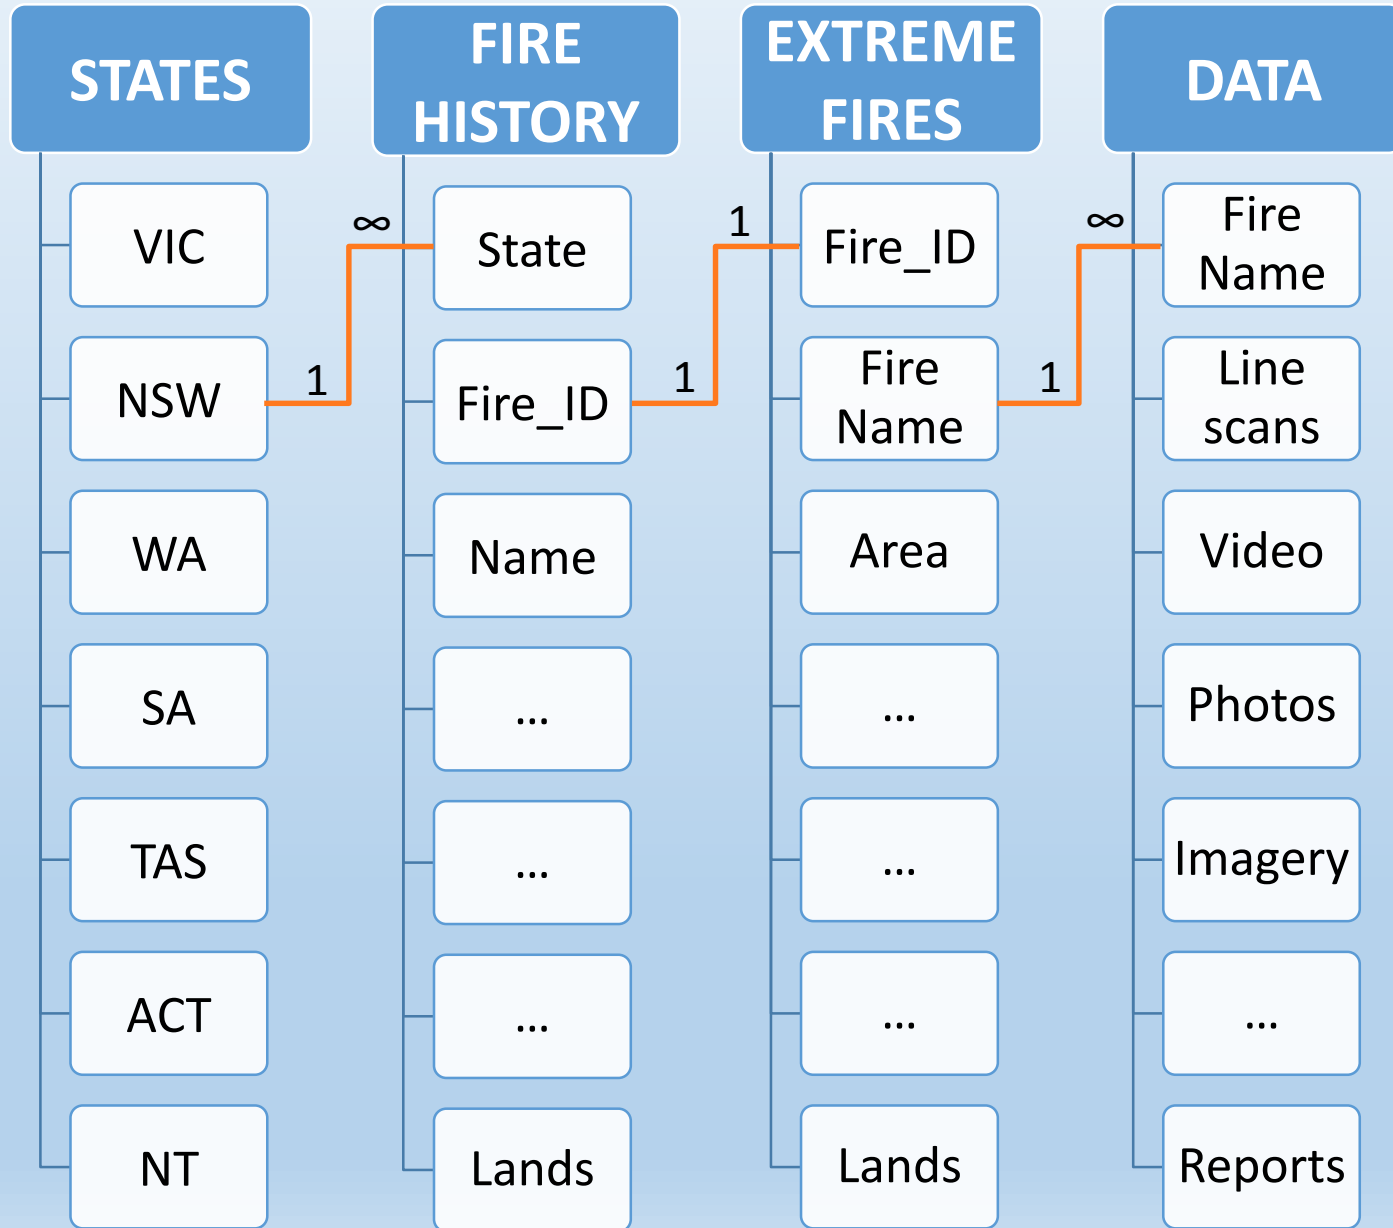 STATES
VIC
NSW
WA
SA
TAS
ACT
NT
1
∞
FIRE
HISTORY
State
Fire_ID
Name
...
...
...
Lands
1
1
EXTREME
FIRES
Fire_ID
Fire
Name
Area
...
...
...
Lands
1
∞
DATA
Fire
Name
Line
scans
Video
Photos
Imagery
...
Reports